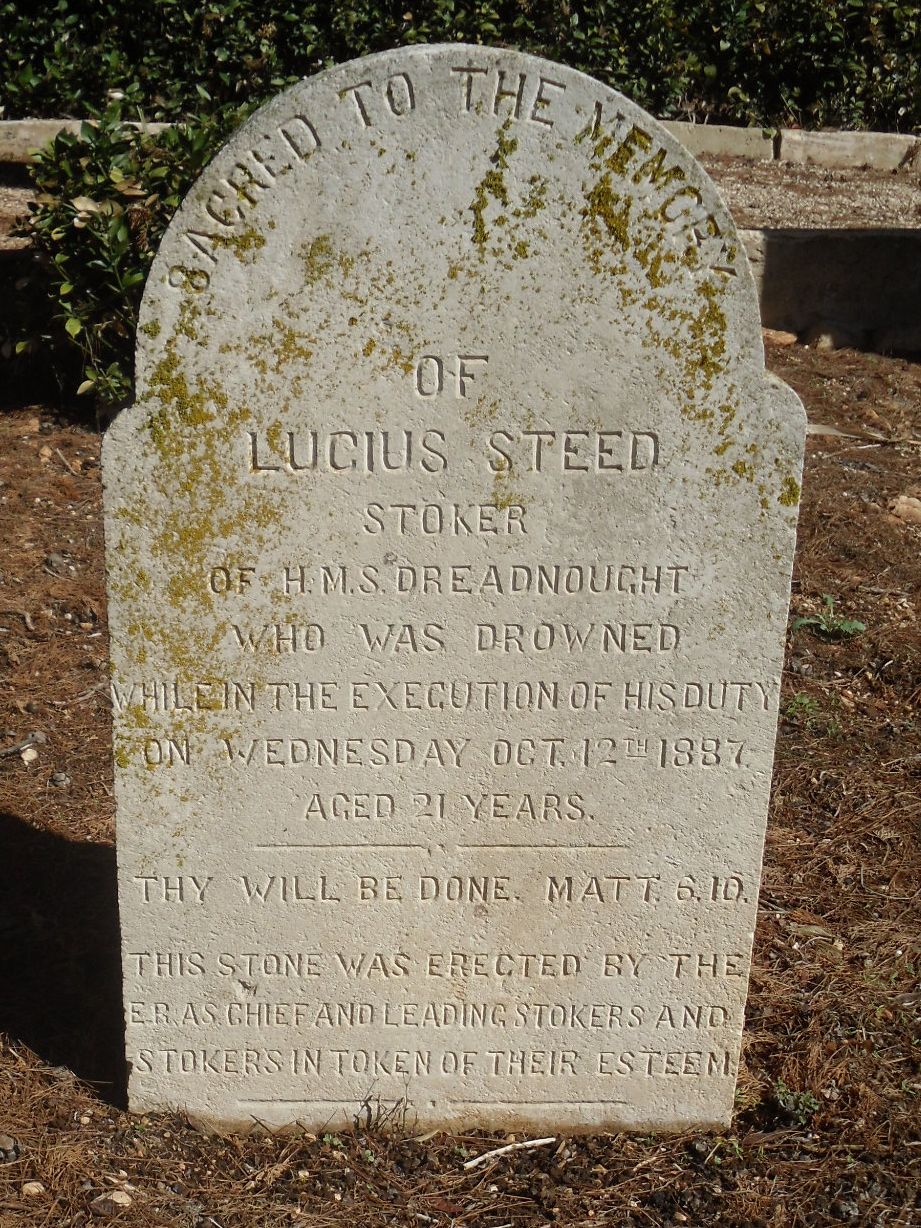 SACRED TO THE MEMORY
OF
LUCIUS STEED
STOKER
OF H.M.S. DREADNOUGHT
WHO WAS DROWNED
WHILE IN THE EXECUTION OF HIS DUTY
ON WEDNESDAY OCT. 12TH 1887.
AGED 21 YEARS.
THY WILL BE DONE. MATT. 6.10.
THIS STONE WAS ERECTED BY THE
E.R.A.S. CHIEF AND LEADING STOKERS AND
STOKERS IN TOKEN OF THEIR ESTEEM.